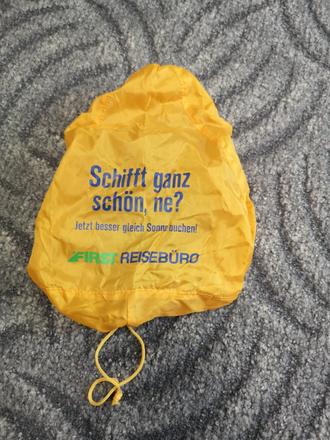 Schifft ganz
schön, ne?
Jetzt besser gleich Sonne buchen!
FIRST REISEBÜRO